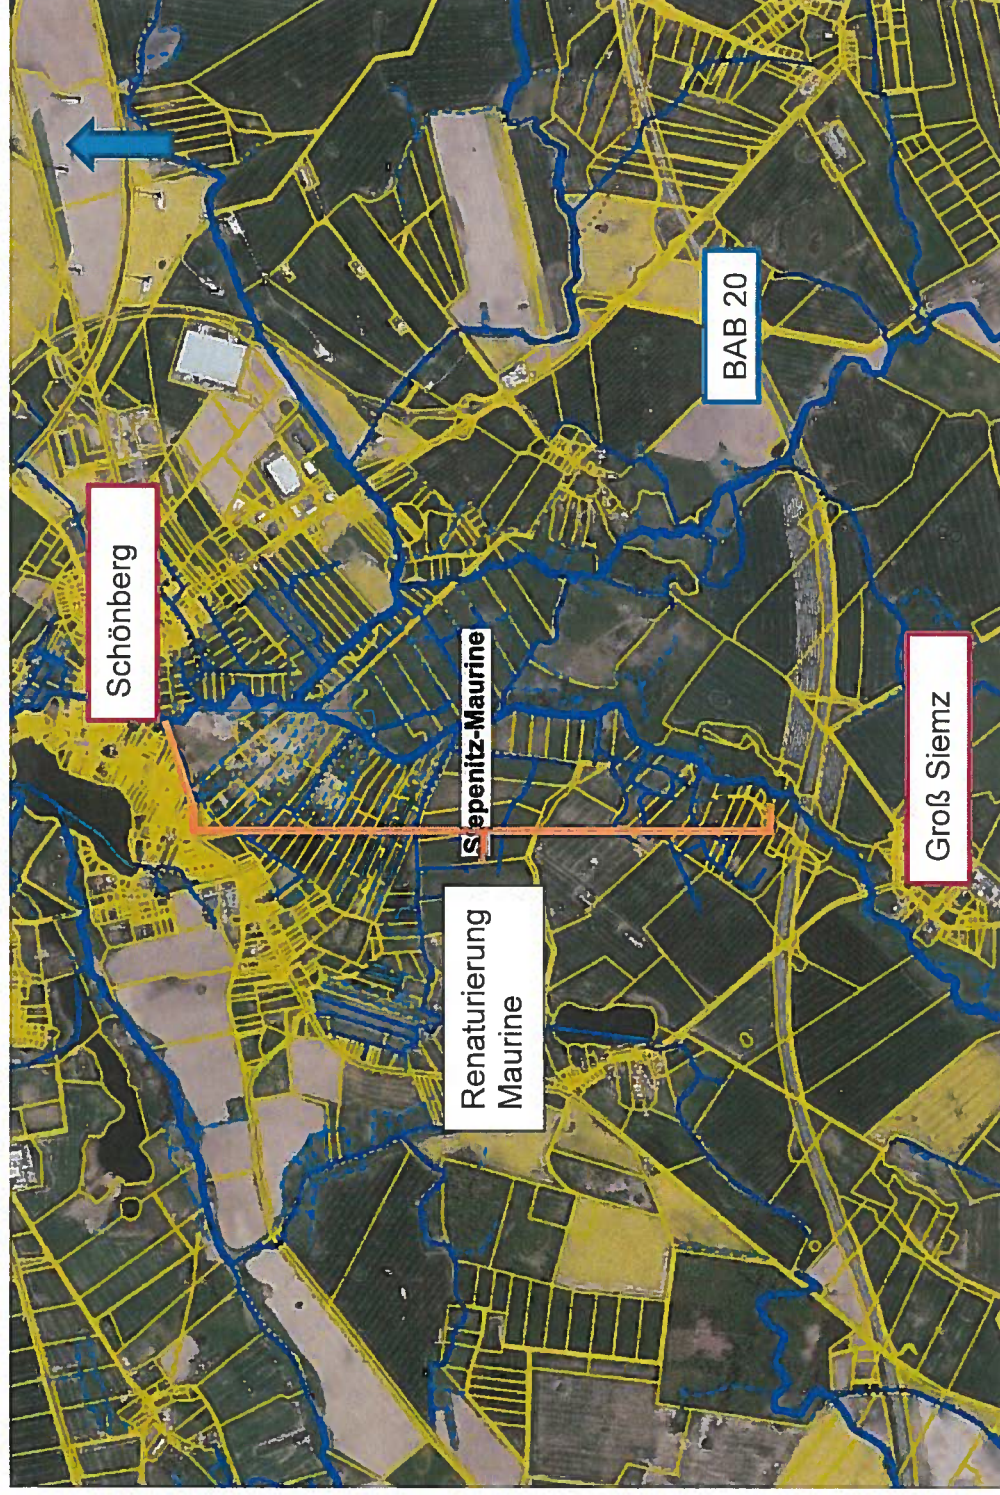 Schönberg
BAB 20
Stepenitz-Maurine
Renaturierung
Maurine
Groß Siemz